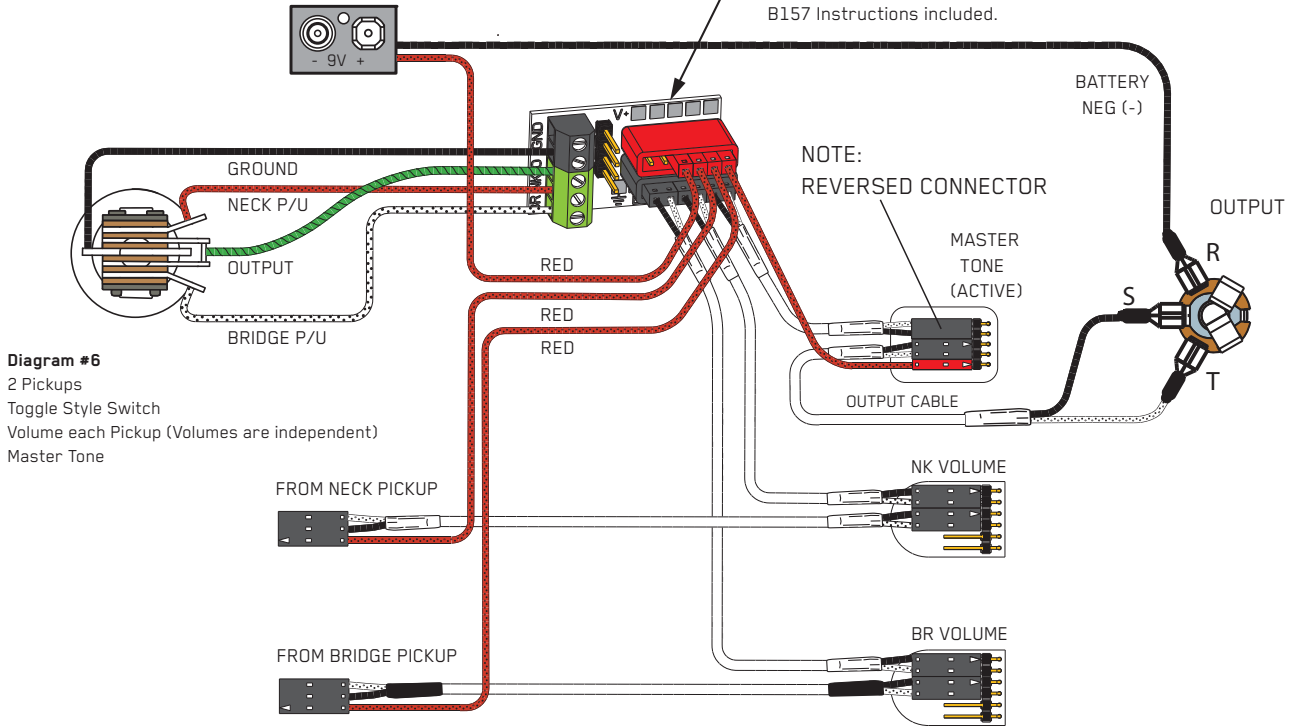 B157 Instructions included.
- 9V +
BATTERY
NEG (-)
V+
GND
O
NK
BR
GROUND
NECK P/U
OUTPUT
BRIDGE P/U
NOTE:
REVERSED CONNECTOR
OUTPUT
MASTER
TONE
(ACTIVE)
R
S
T
RED
RED
RED
OUTPUT CABLE
Diagram #6
2 Pickups
Toggle Style Switch
Volume each Pickup (Volumes are independent)
Master Tone
NK VOLUME
FROM NECK PICKUP
BR VOLUME
FROM BRIDGE PICKUP